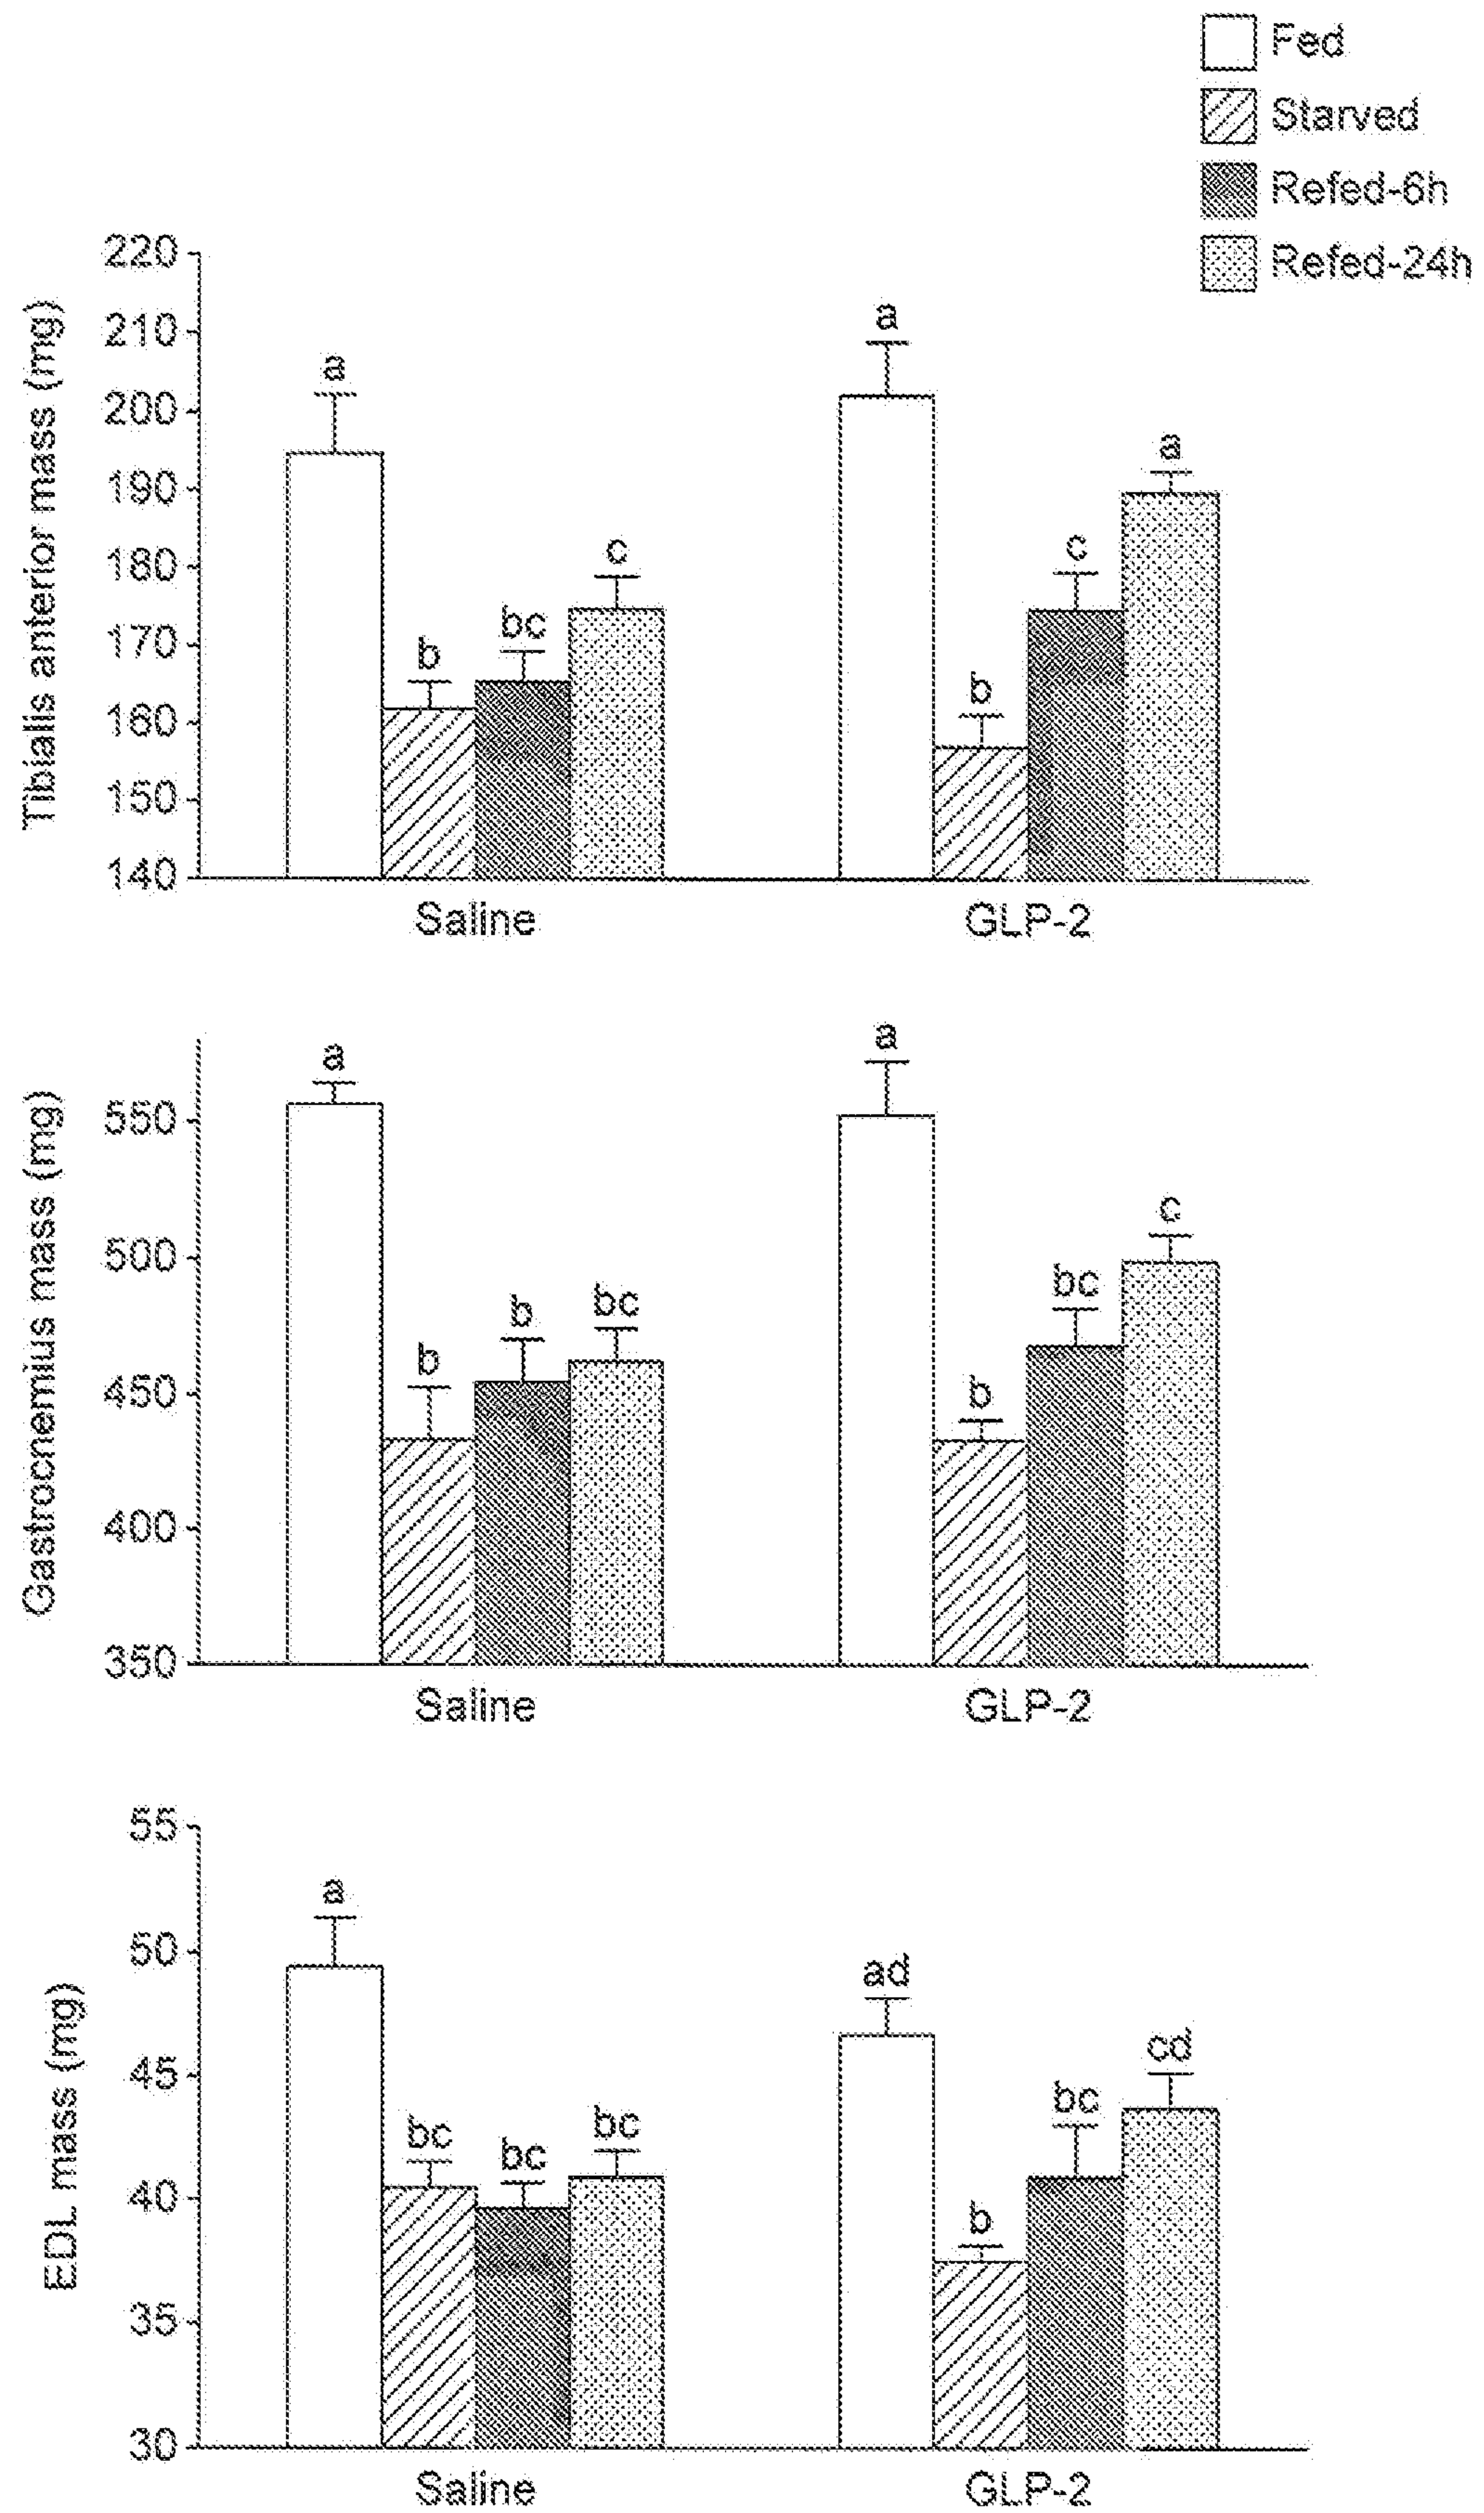 Fed
Starved
Refed-6h
Refed-24h
Tibialis anterior mass (mg)
220
210
200
190
180
170
160
150
140
a
b
bc
c
a
b
c
a
Saline
GLP-2
Gastrocnemius mass (mg)
550
500
450
400
350
a
b
b
bc
a
b
bc
c
Saline
GLP-2
EDL mass (mg)
55
50
45
40
35
30
a
bc
bc
bc
ad
b
bc
cd
Saline
GLP-2